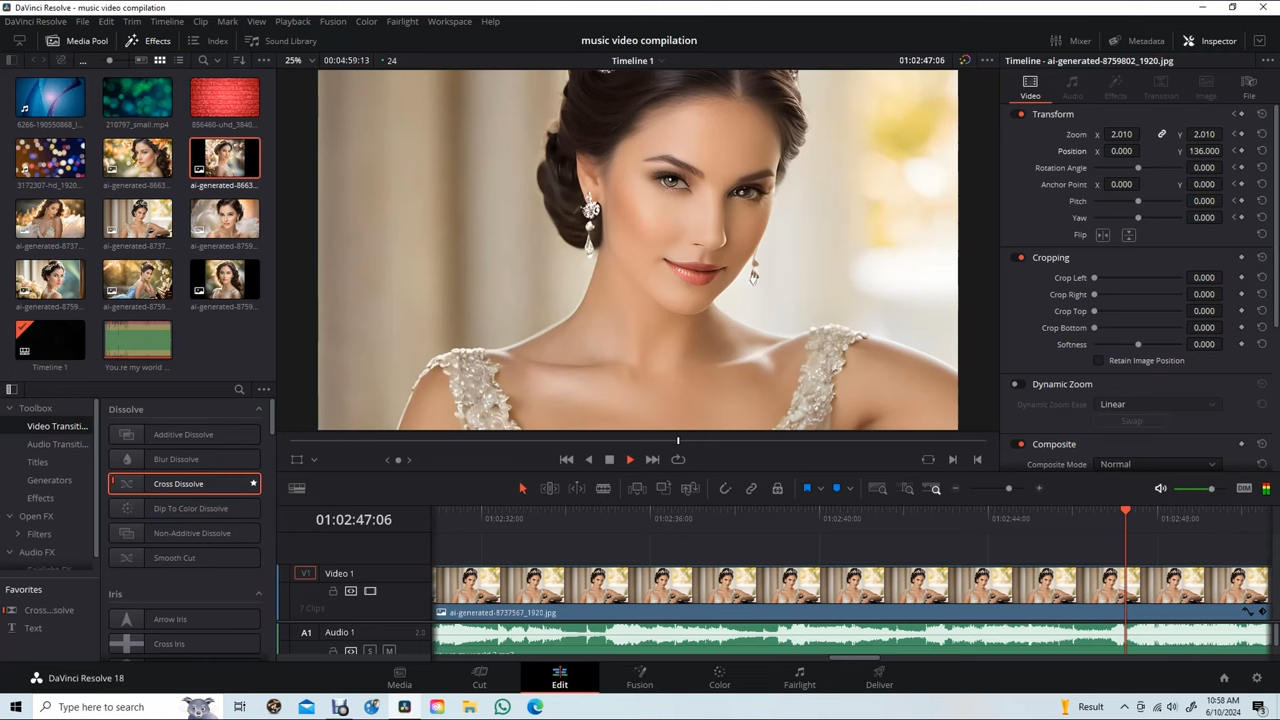 DaVinci Resolve - music video compilation
DaVinci Resolve File Edit Trim Timeline Clip Mark View Playback Fusion Color Fairlight Workspace Help
Media Pool Effects Index Sound Library music video compilation Mixer Metadata Inspector
... 25% 00:04:59:13 24 Timeline 1 01:02:47:06 Timeline - ai-generated-8759802_1920.jpg
Video Audio Effects Transition Image File
6266-190550868_l... 210797_small.mp4 856460-uhd_3840...
3172307-hd_1920... ai-generated-8663... ai-generated-8663...
ai-generated-8737... ai-generated-8737... ai-generated-8759...
ai-generated-8759... ai-generated-8759... ai-generated-8759...
Timeline 1 You.re my world ...
Transform
Zoom X 2.010 Y 2.010
Position X 0.000 Y 136.000
Rotation Angle 0.000
Anchor Point X 0.000 Y 0.000
Pitch 0.000
Yaw 0.000
Flip
Cropping
Crop Left 0.000
Crop Right 0.000
Crop Top 0.000
Crop Bottom 0.000
Softness 0.000
Retain Image Position
Dynamic Zoom
Dynamic Zoom Ease Linear
Swap
Composite
Composite Mode Normal
Toolbox
Video Transiti...
Audio Transiti...
Titles
Generators
Effects
Open FX
Filters
Audio FX
Favorites
Cross...solve
Text
Dissolve
Additive Dissolve
Blur Dissolve
Cross Dissolve
Dip To Color Dissolve
Non-Additive Dissolve
Smooth Cut
Iris
Arrow Iris
Cross Iris
DIM
01:02:47:06 01:02:32:00 01:02:36:00 01:02:40:00 01:02:44:00 01:02:48:00
V1 Video 1
7 Clips
ai-generated-8737567_1920.jpg
A1 Audio 1 2.0
S M
DaVinci Resolve 18 Media Cut Edit Fusion Color Fairlight Deliver
Type here to search Result 10:58 AM
6/10/2024
3